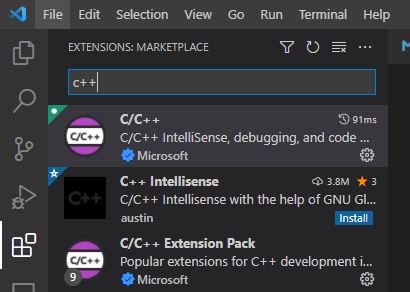 File Edit Selection View Go Run Terminal Help
EXTENSIONS: MARKETPLACE
c++
C/C++ 91ms
C/C++ IntelliSense, debugging, and code ...
Microsoft
C++
C++ Intellisense 3.8M 3
C/C++ Intellisense with the help of GNU Gl...
austin Install
C/C++
C/C++ Extension Pack
Popular extensions for C++ development i...
9 Microsoft